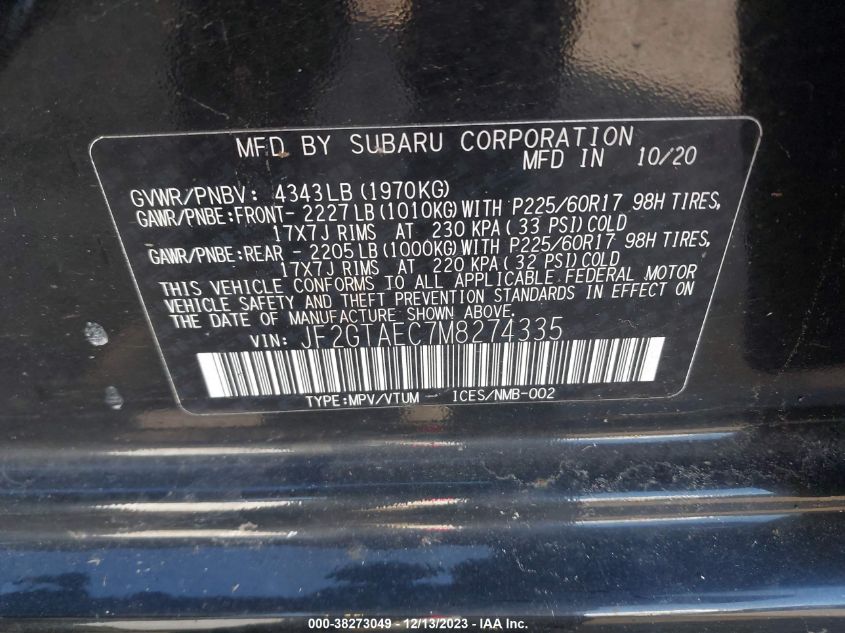 MFD BY SUBARU CORPORATION
MFD IN 10/20
GVWR/PNBV: 4343LB(1970KG)
GAWR/PNBE:FRONT- 2227LB(1010KG)WITH P225/60R17 98H TIRES,
17X7J RIMS AT 230 KPA( 33 PSI)COLD
GAWR/PNBE:REAR - 2205LB(1000KG)WITH P225/60R17 98H TIRES,
17X7J RIMS AT 220 KPA( 32 PSI)COLD
THIS VEHICLE CONFORMS TO ALL APPLICABLE FEDERAL MOTOR
VEHICLE SAFETY AND THEFT PREVENTION STANDARDS IN EFFECT ON
THE DATE OF MANUFACTURE SHOWN ABOVE.
VIN: JF2GTAEC7M8274335
TYPE:MPV/VTUM - ICES/NMB-002
000-38273049 - 12/13/2023 - IAA Inc.